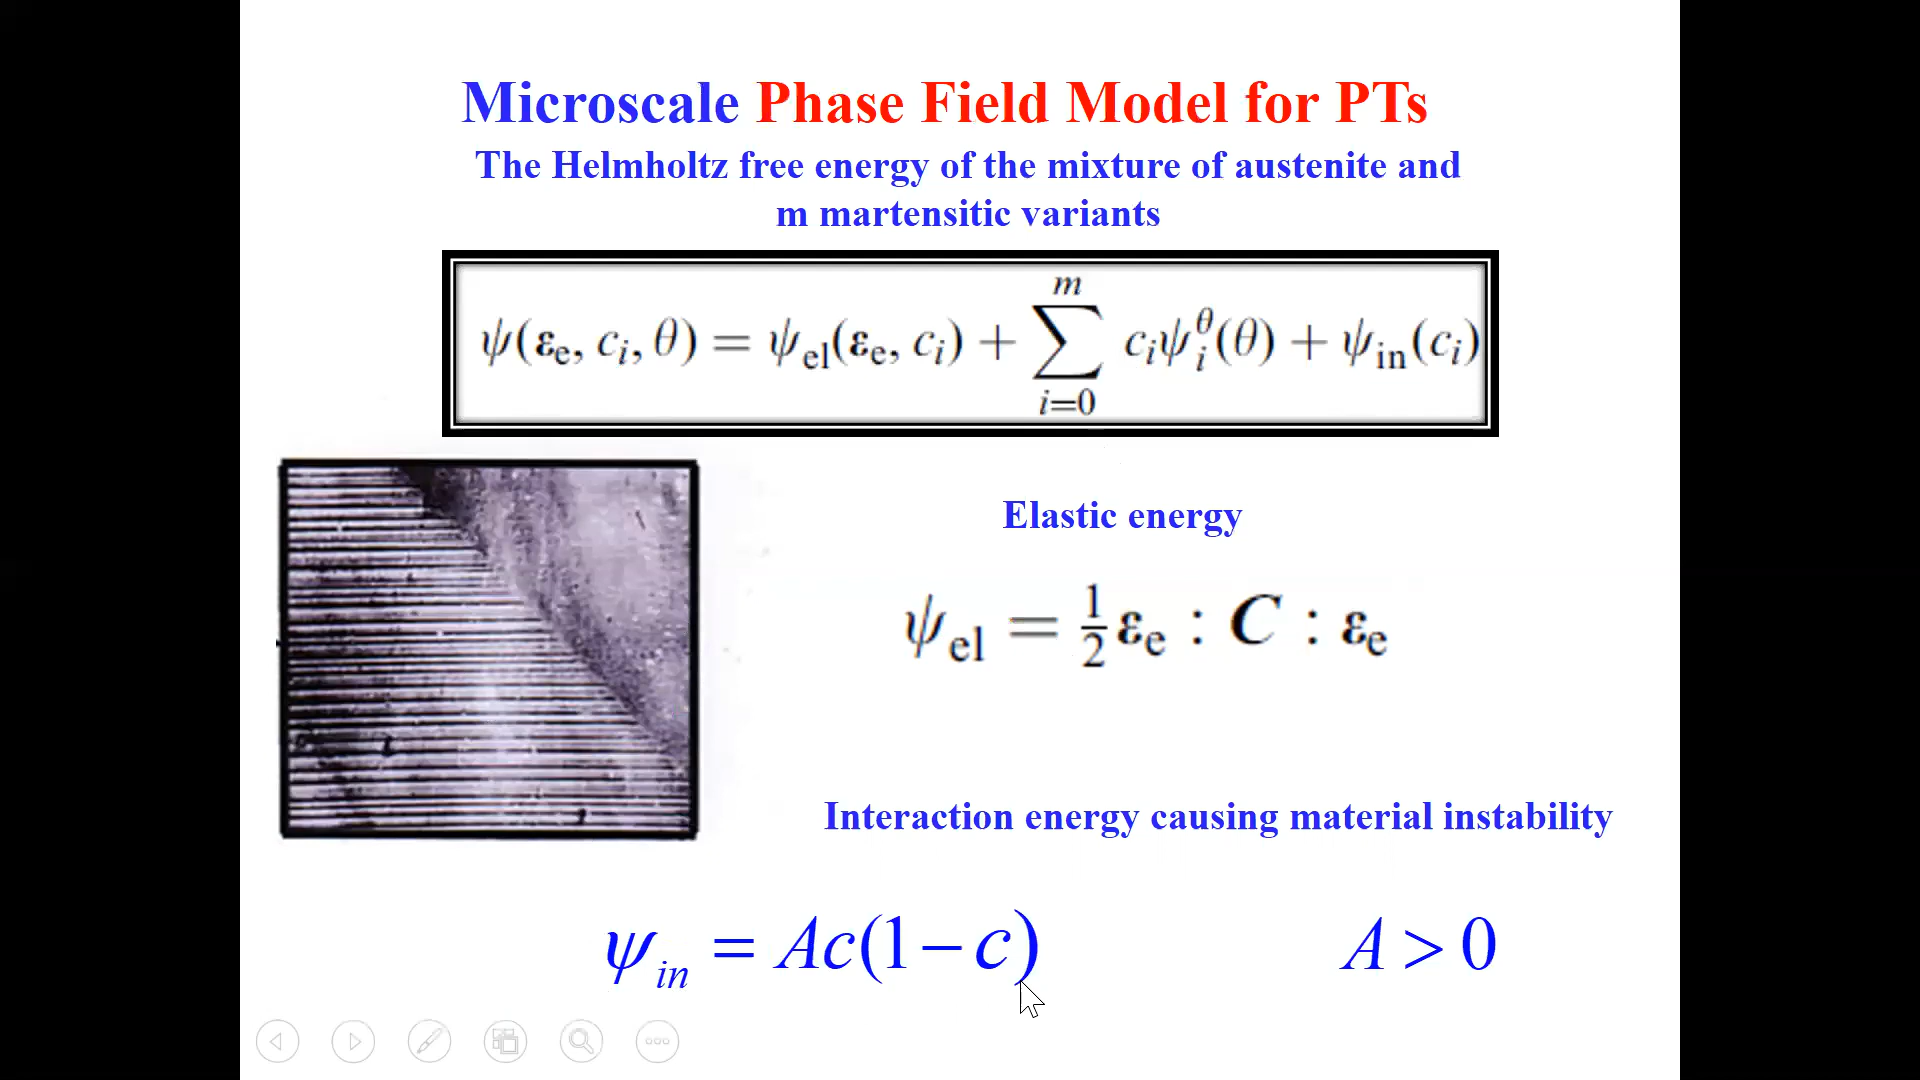 Microscale Phase Field Model for PTs
The Helmholtz free energy of the mixture of austenite and
m martensitic variants
ψ(εe, ci, θ) = ψel(εe, ci) + ∑_{i=0}^{m} ciψi^θ(θ) + ψin(ci)
Elastic energy
ψel = ½ εe : C : εe
Interaction energy causing material instability
ψin = Ac(1−c) A > 0